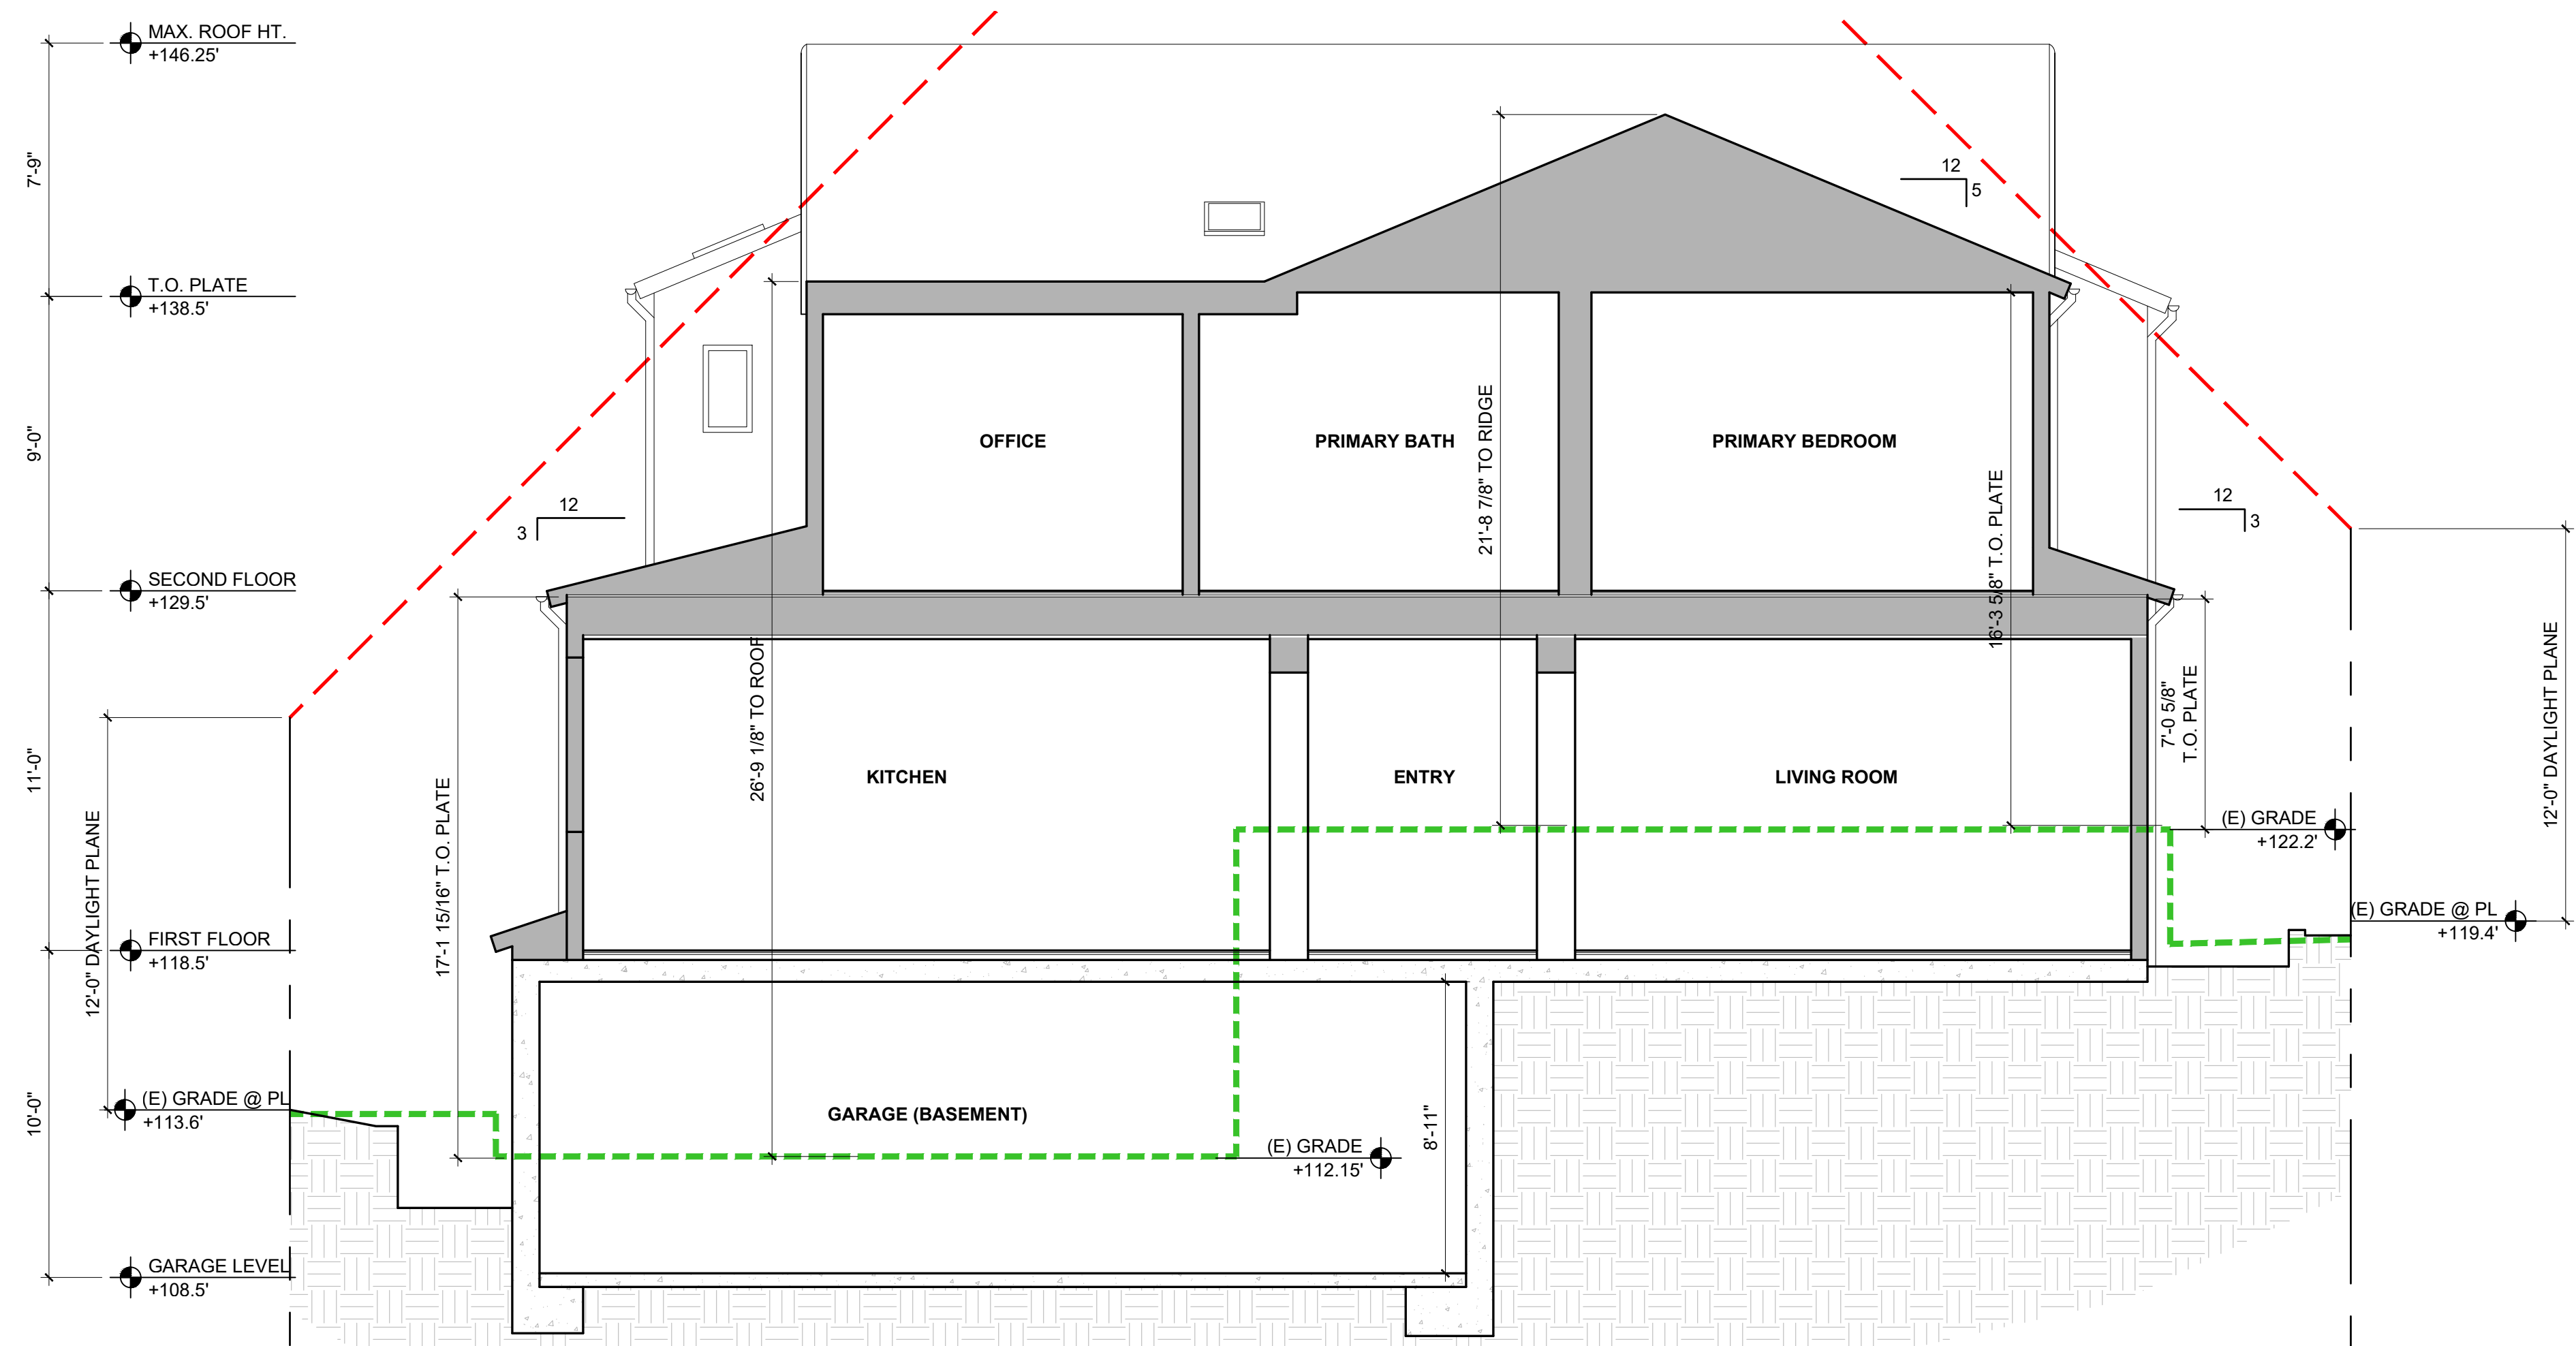 MAX. ROOF HT.
+146.25'
7'-9"
12
5
T.O. PLATE
+138.5'
9'-0"
OFFICE
PRIMARY BATH
21'-8 7/8" TO RIDGE
PRIMARY BEDROOM
16'-3 5/8" T.O. PLATE
12
3
12
3
SECOND FLOOR
+129.5'
11'-0"
26'-9 1/8" TO ROOF
17'-1 15/16" T.O. PLATE
KITCHEN
ENTRY
LIVING ROOM
7'-0 5/8"
T.O. PLATE
12'-0" DAYLIGHT PLANE
12'-0" DAYLIGHT PLANE
(E) GRADE
+122.2'
(E) GRADE @ PL
+119.4'
FIRST FLOOR
+118.5'
10'-0"
(E) GRADE @ PL
+113.6'
GARAGE (BASEMENT)
(E) GRADE
+112.15'
8'-11"
GARAGE LEVEL
+108.5'